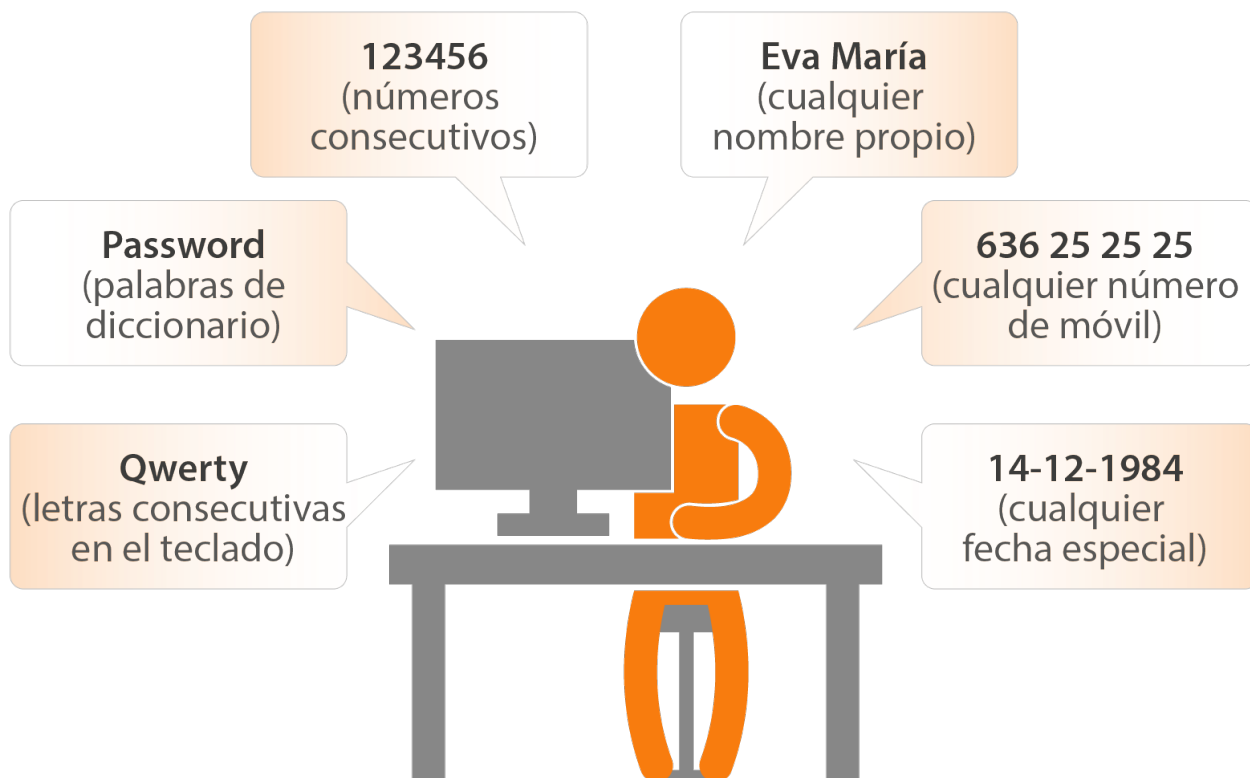 123456
(números
consecutivos)
Eva María
(cualquier
nombre propio)
Password
(palabras de
diccionario)
636 25 25 25
(cualquier número
de móvil)
Qwerty
(letras consecutivas
en el teclado)
14-12-1984
(cualquier
fecha especial)